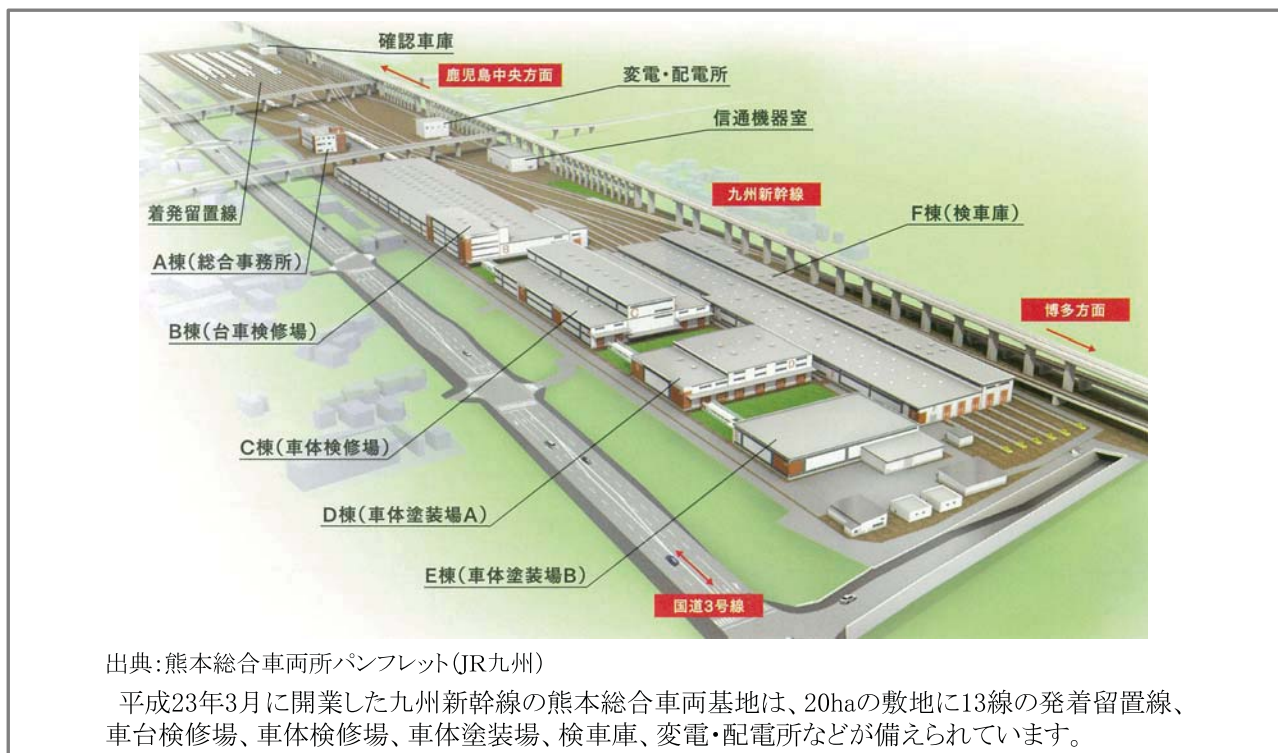 確認車庫
鹿児島中央方面
変電・配電所
信通機器室
九州新幹線
着発留置線
F棟(検車庫)
A棟(総合事務所)
博多方面
B棟(台車検修場)
C棟(車体検修場)
D棟(車体塗装場A)
E棟(車体塗装場B)
国道3号線
出典:熊本総合車両所パンフレット(JR九州)
平成23年3月に開業した九州新幹線の熊本総合車両基地は、20haの敷地に13線の発着留置線、
車台検修場、車体検修場、車体塗装場、検車庫、変電・配電所などが備えられています。